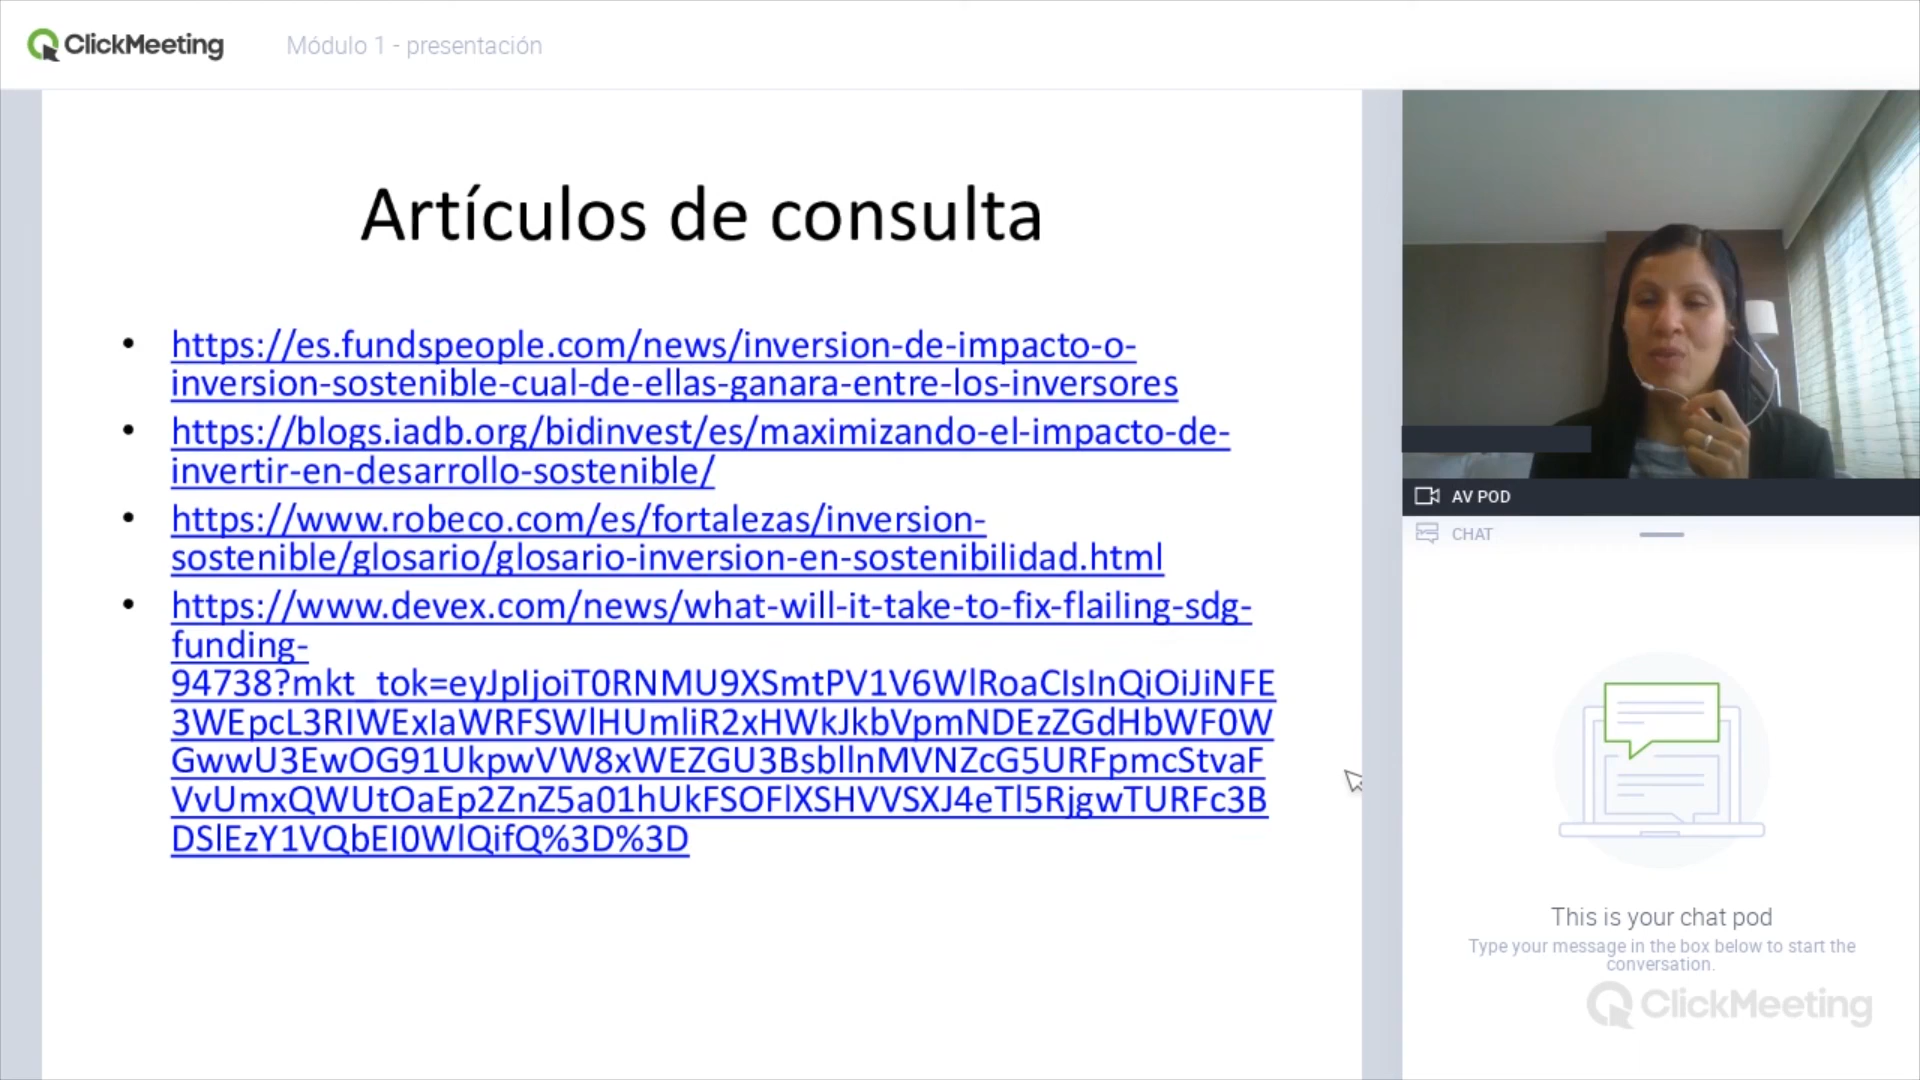 ClickMeeting
Módulo 1 - presentación
Artículos de consulta
• https://es.fundspeople.com/news/inversion-de-impacto-o-
inversion-sostenible-cual-de-ellas-ganara-entre-los-inversores
• https://blogs.iadb.org/bidinvest/es/maximizando-el-impacto-de-
invertir-en-desarrollo-sostenible/
• https://www.robeco.com/es/fortalezas/inversion-
sostenible/glosario/glosario-inversion-en-sostenibilidad.html
• https://www.devex.com/news/what-will-it-take-to-fix-flailing-sdg-
funding-
94738?mkt_tok=eyJpIjoiT0RNMU9XSmtPV1V6WlRoaCIsInQiOiJiNFE
3WEpcL3RIWExIaWRFSWlHUmliR2xHWkJkbVpmNDEzZGdHbWF0W
GwwU3EwOG91UkpwVW8xWEZGU3BsbllnMVNZcG5URFpmcStvaF
VvUmxQWUtOaEp2ZnZ5a01hUkFSOFlXSHVVSXJ4eTl5RjgwTURFc3B
DSlEzY1VQbEI0WlQifQ%3D%3D
AV POD
CHAT
This is your chat pod
Type your message in the box below to start the
conversation.
ClickMeeting